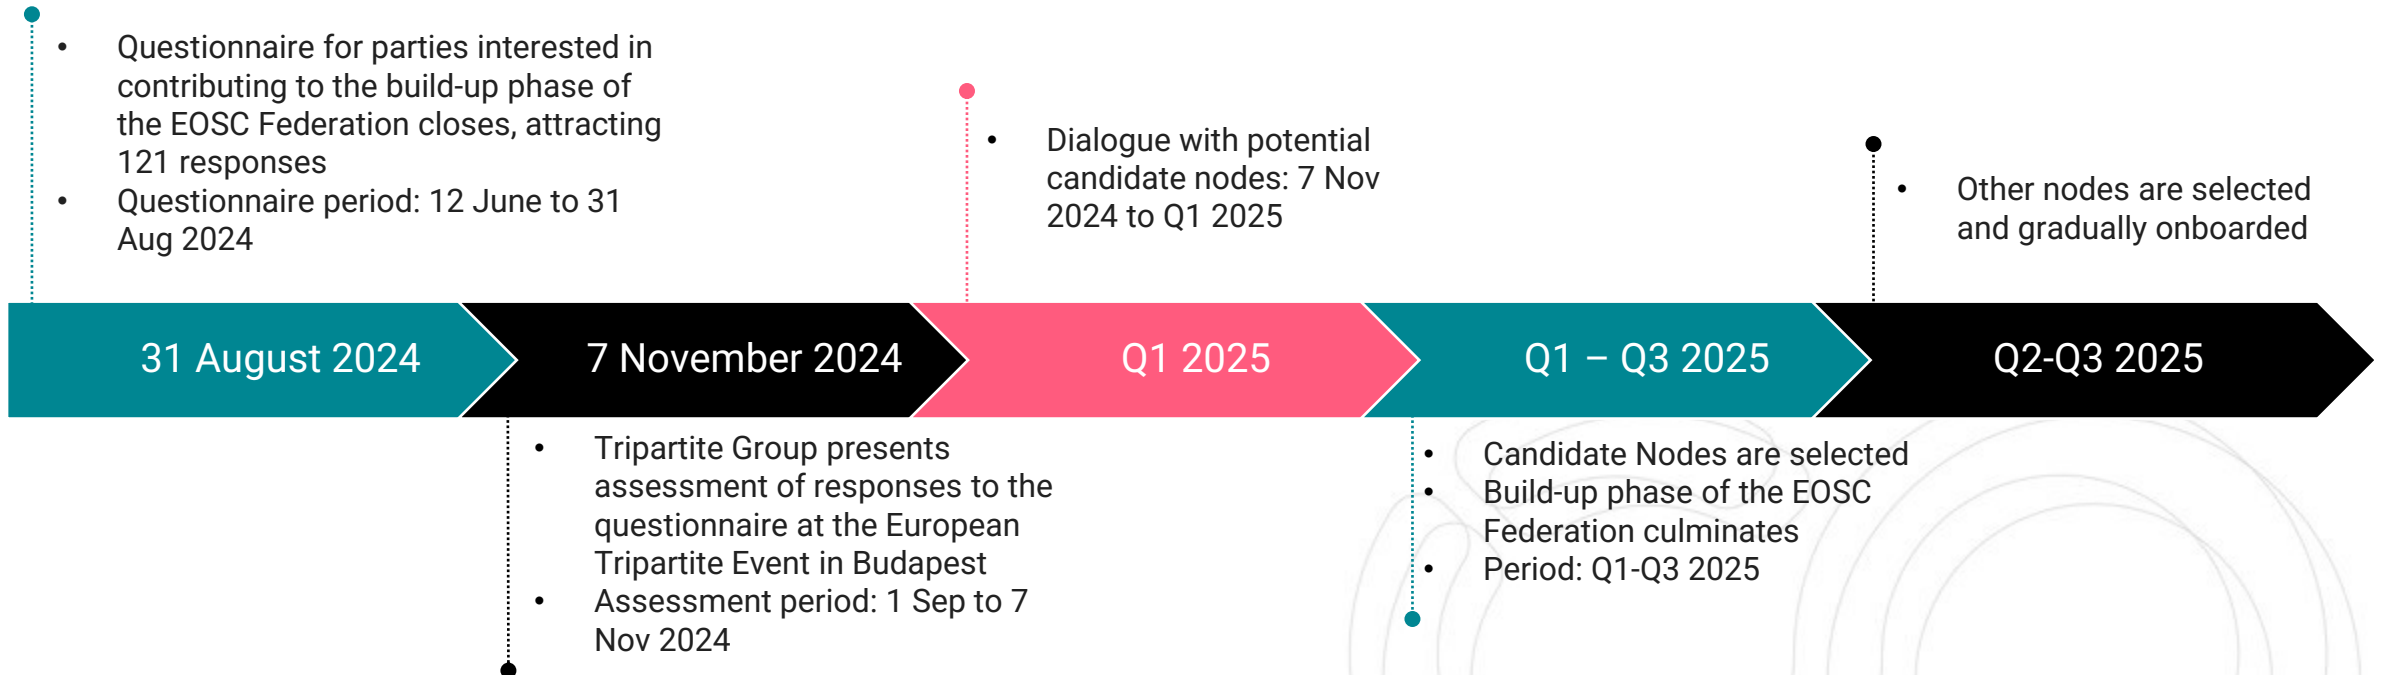 • Questionnaire for parties interested in
contributing to the build-up phase of
the EOSC Federation closes, attracting
121 responses
• Questionnaire period: 12 June to 31
Aug 2024
• Dialogue with potential
candidate nodes: 7 Nov
2024 to Q1 2025
• Other nodes are selected
and gradually onboarded
31 August 2024
7 November 2024
Q1 2025
Q1 – Q3 2025
Q2-Q3 2025
• Tripartite Group presents
assessment of responses to the
questionnaire at the European
Tripartite Event in Budapest
• Assessment period: 1 Sep to 7
Nov 2024
• Candidate Nodes are selected
• Build-up phase of the EOSC
Federation culminates
• Period: Q1-Q3 2025